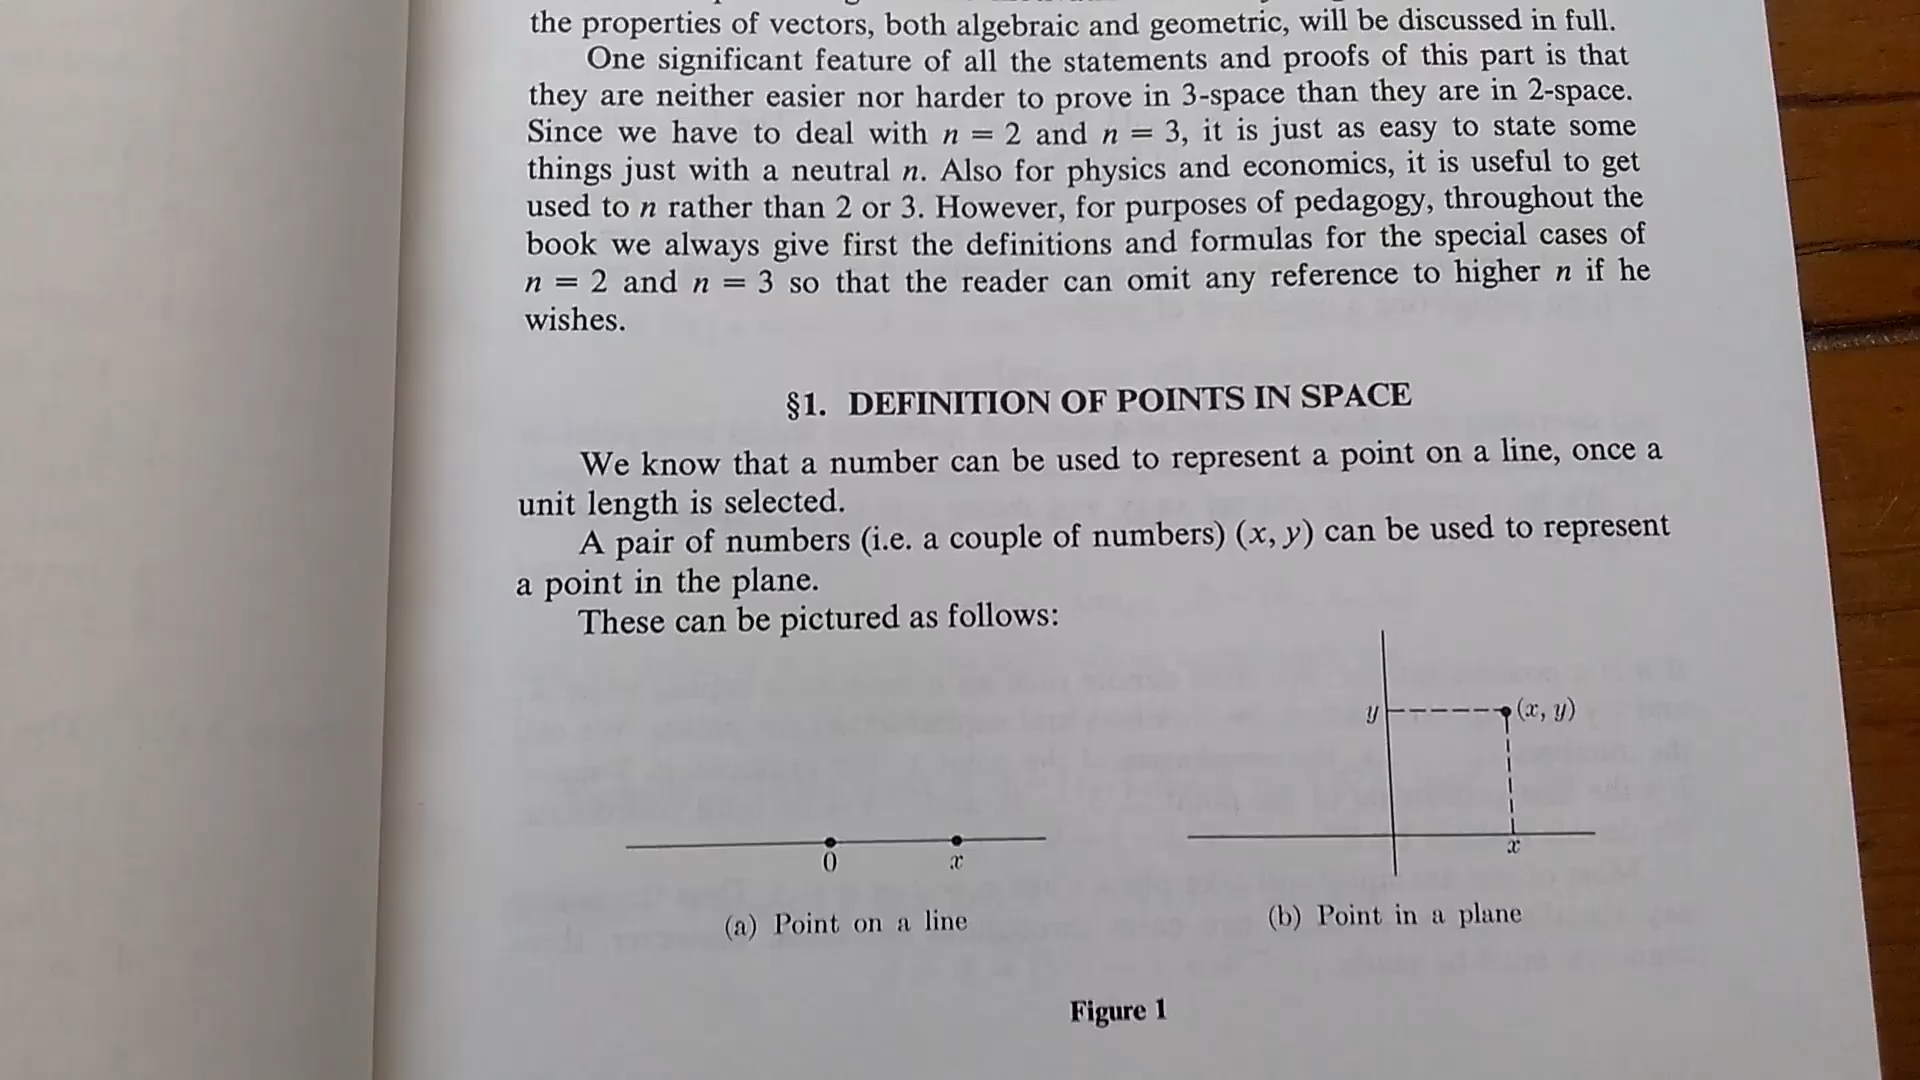 the properties of vectors, both algebraic and geometric, will be discussed in full.
One significant feature of all the statements and proofs of this part is that
they are neither easier nor harder to prove in 3-space than they are in 2-space.
Since we have to deal with n = 2 and n = 3, it is just as easy to state some
things just with a neutral n. Also for physics and economics, it is useful to get
used to n rather than 2 or 3. However, for purposes of pedagogy, throughout the
book we always give first the definitions and formulas for the special cases of
n = 2 and n = 3 so that the reader can omit any reference to higher n if he
wishes.
§1. DEFINITION OF POINTS IN SPACE
We know that a number can be used to represent a point on a line, once a
unit length is selected.
A pair of numbers (i.e. a couple of numbers) (x, y) can be used to represent
a point in the plane.
These can be pictured as follows:
0 x
(a) Point on a line
y (x, y)
x
(b) Point in a plane
Figure 1